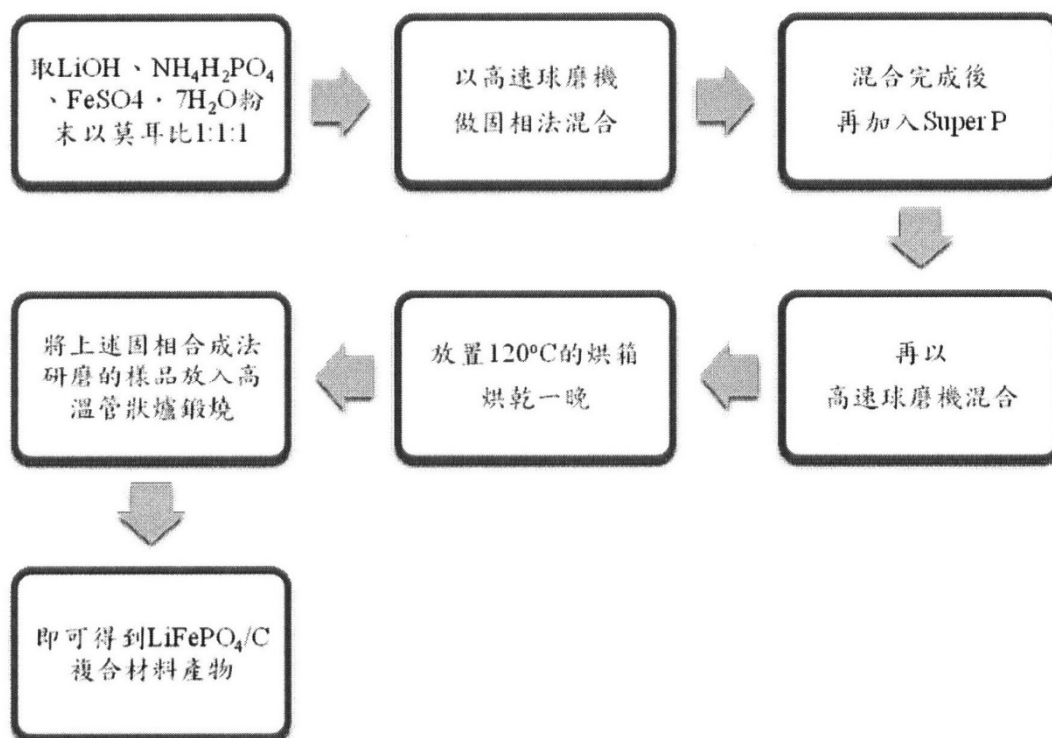 取LiOH、NH₄H₂PO₄
、FeSO4．7H₂O粉
末以莫耳比1:1:1
以高速球磨機
做固相法混合
混合完成後
再加入Super P
再以
高速球磨機混合
放置120°C的烘箱
烘乾一晚
將上述固相合成法
研磨的樣品放入高
溫管狀爐鍛燒
即可得到LiFePO₄/C
複合材料產物